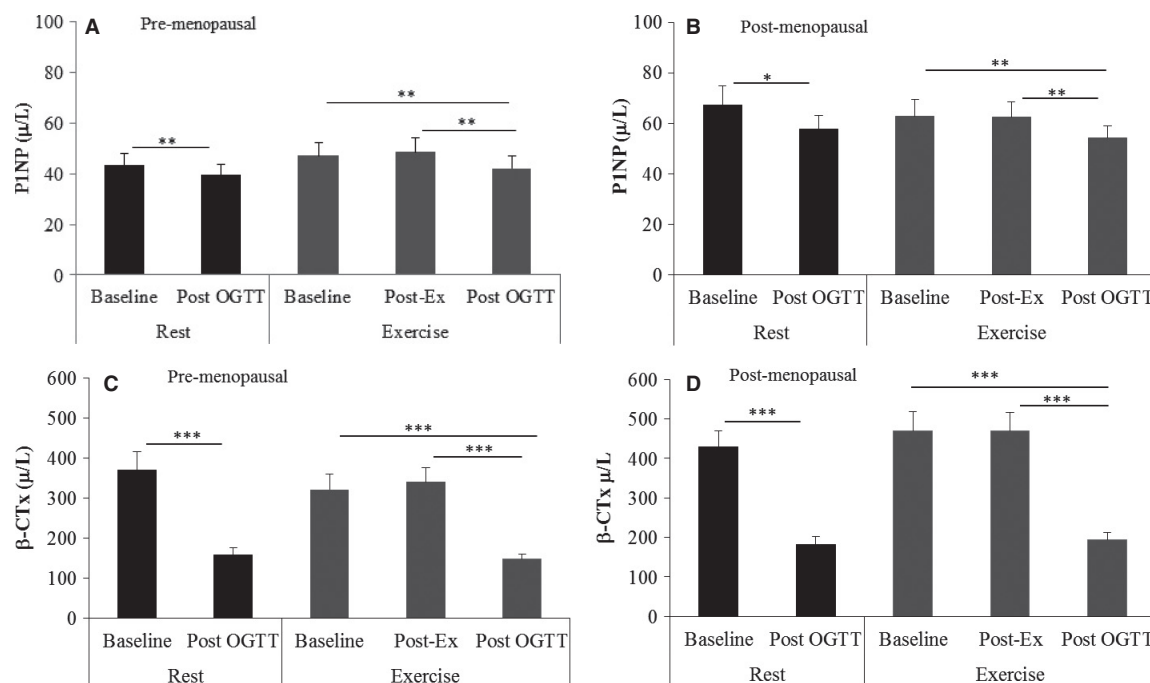 A Pre-menopausal
100
80
60
40
20
0
P1NP (μ/L)
**
**
**
Baseline Post OGTT Baseline Post-Ex Post OGTT
Rest Exercise
B Post-menopausal
100
80
60
40
20
0
P1NP (μ/L)
*
**
**
Baseline Post OGTT Baseline Post-Ex Post OGTT
Rest Exercise
C Pre-menopausal
600
500
400
300
200
100
0
β-CTx (μ/L)
***
***
***
Baseline Post OGTT Baseline Post-Ex Post OGTT
Rest Exercise
D Post-menopausal
600
500
400
300
200
100
0
β-CTx μ/L
***
***
***
Baseline Post OGTT Baseline Post-Ex Post OGTT
Rest Exercise